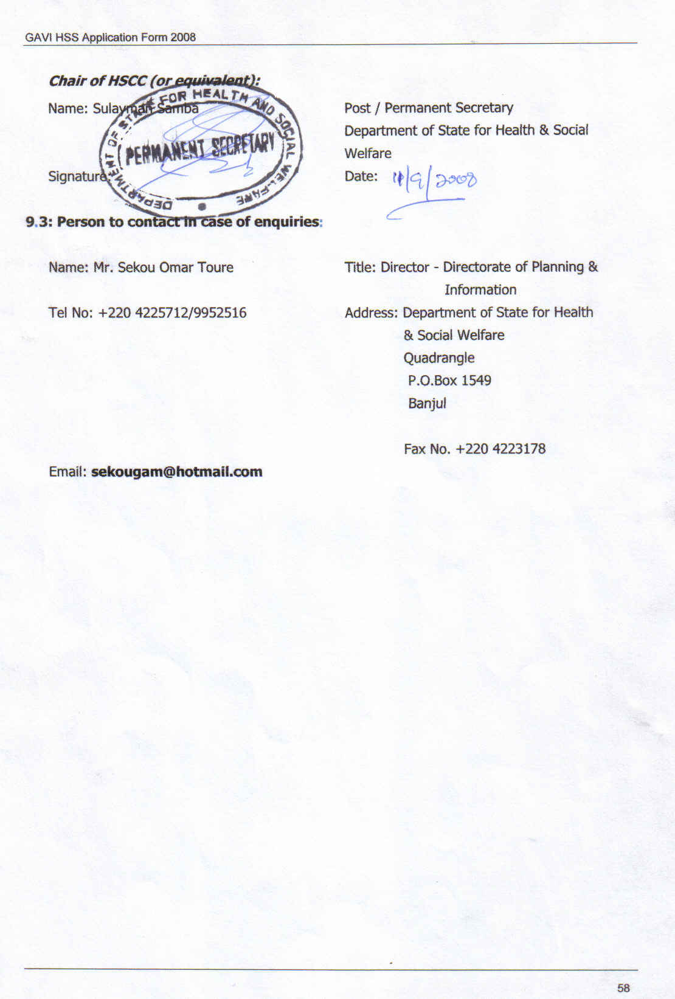 GAVI HSS Application Form 2008
Chair of HSCC (or equivalent):
Name: Sulayman Samba
Post / Permanent Secretary
Department of State for Health & Social
Welfare
DEPARTMENT OF STATE FOR HEALTH AND SOCIAL WELFARE
PERMANENT SECRETARY
Signature:
Date: 11/9/2008
9.3: Person to contact in case of enquiries:
Name: Mr. Sekou Omar Toure
Title: Director - Directorate of Planning &
Information
Tel No: +220 4225712/9952516
Address: Department of State for Health
& Social Welfare
Quadrangle
P.O.Box 1549
Banjul
Fax No. +220 4223178
Email: sekougam@hotmail.com
58